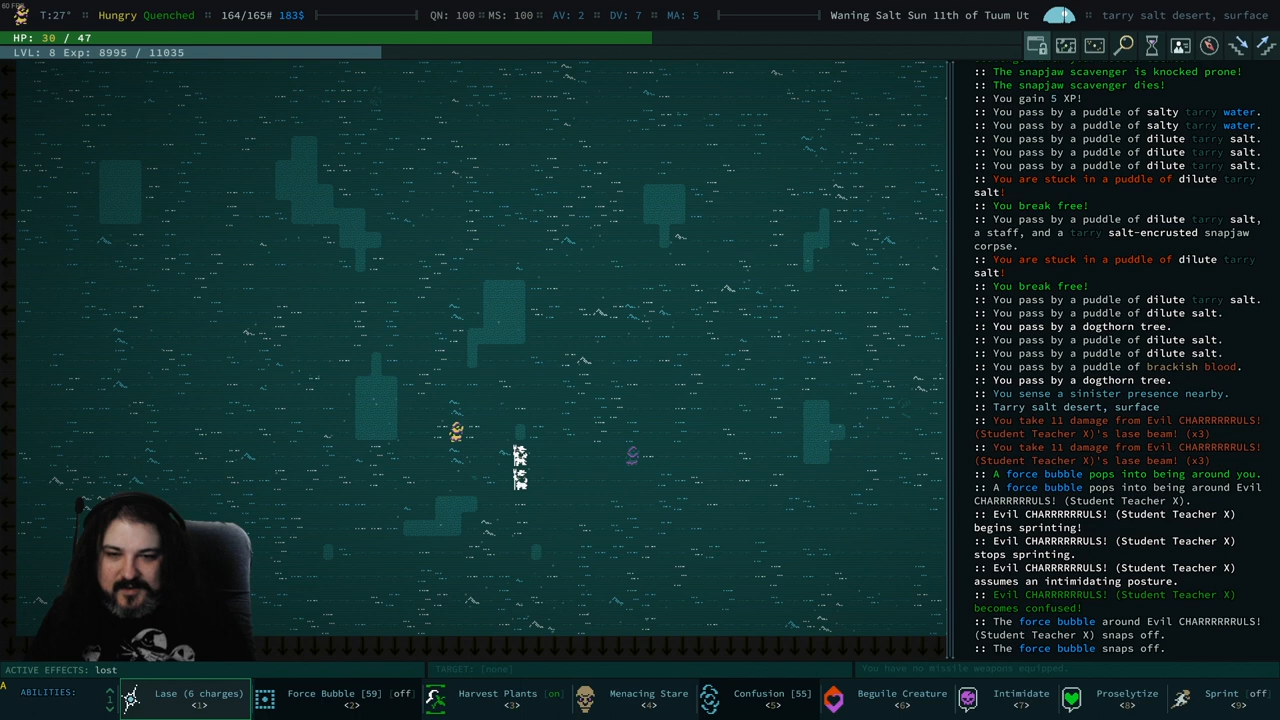 60 FPS
T:27° Hungry Quenched 164/165# 183$ QN: 100 MS: 100 AV: 2 DV: 7 MA: 5 Waning Salt Sun 11th of Tuum Ut tarry salt desert, surface
HP: 30 / 47
LVL: 8 Exp: 8995 / 11035
:: The snapjaw scavenger is knocked prone!
:: The snapjaw scavenger dies!
:: You gain 5 XP!
:: You pass by a puddle of salty tarry water.
:: You pass by a puddle of salty tarry water.
:: You pass by a puddle of dilute tarry salt.
:: You pass by a puddle of dilute tarry salt.
:: You pass by a puddle of dilute tarry salt.
:: You are stuck in a puddle of dilute tarry
salt!
:: You break free!
:: You pass by a puddle of dilute tarry salt,
a staff, and a tarry salt-encrusted snapjaw
corpse.
:: You are stuck in a puddle of dilute tarry
salt!
:: You break free!
:: You pass by a puddle of dilute tarry salt.
:: You pass by a puddle of dilute salt.
:: You pass by a dogthorn tree.
:: You pass by a puddle of dilute salt.
:: You pass by a puddle of dilute salt.
:: You pass by a puddle of brackish blood.
:: You pass by a dogthorn tree.
:: You sense a sinister presence nearby.
:: Tarry salt desert, surface
:: You take 11 damage from Evil CHARRRRRRULS!
(Student Teacher X)'s lase beam! (x3)
:: You take 11 damage from Evil CHARRRRRRULS!
(Student Teacher X)'s lase beam! (x3)
:: A force bubble pops into being around you.
:: A force bubble pops into being around Evil
CHARRRRRRULS! (Student Teacher X).
:: Evil CHARRRRRRULS! (Student Teacher X)
begins sprinting!
:: Evil CHARRRRRRULS! (Student Teacher X)
stops sprinting.
:: Evil CHARRRRRRULS! (Student Teacher X)
assumes an intimidating posture.
:: Evil CHARRRRRRULS! (Student Teacher X)
becomes confused!
:: The force bubble around Evil CHARRRRRRULS!
(Student Teacher X) snaps off.
:: The force bubble snaps off.
ACTIVE EFFECTS: lost TARGET: [none] You have no missile weapons equipped.
A
ABILITIES: 1 Lase (6 charges) Force Bubble [59] [off] Harvest Plants [on] Menacing Stare Confusion [55] Beguile Creature Intimidate Proselytize Sprint [off]
<1> <2> <3> <4> <5> <6> <7> <8> <9>